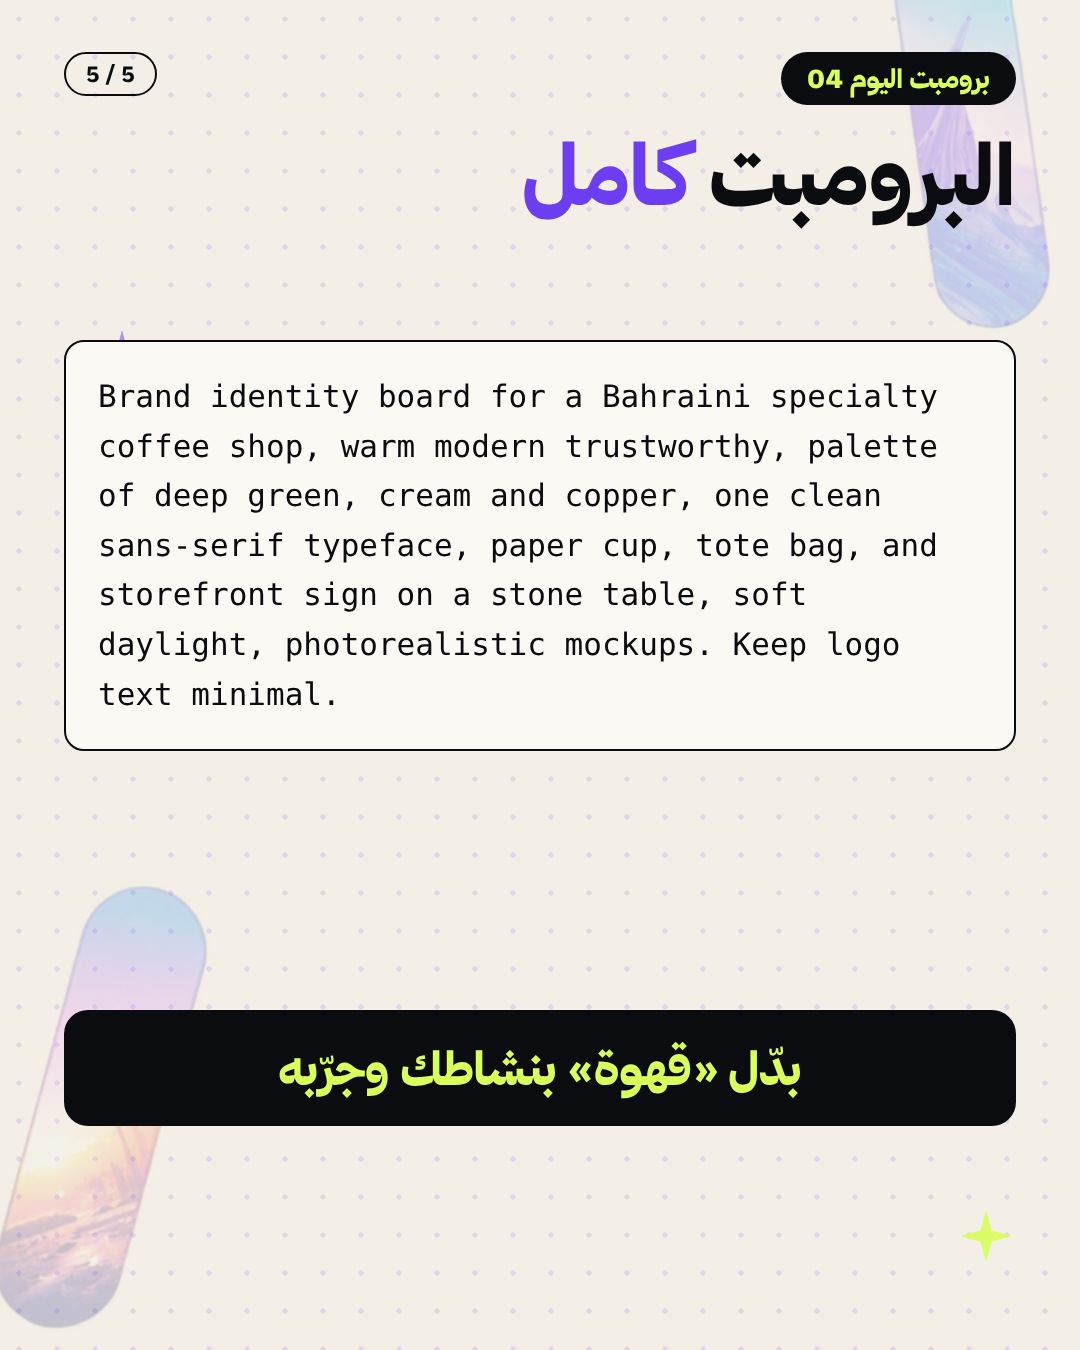 برومبت اليوم 04
5 / 5
البرومبت كامل
Brand identity board for a Bahraini specialty
coffee shop, warm modern trustworthy, palette
of deep green, cream and copper, one clean
sans-serif typeface, paper cup, tote bag, and
storefront sign on a stone table, soft
daylight, photorealistic mockups. Keep logo
text minimal.
بدّل «قهوة» بنشاطك وجرّبه